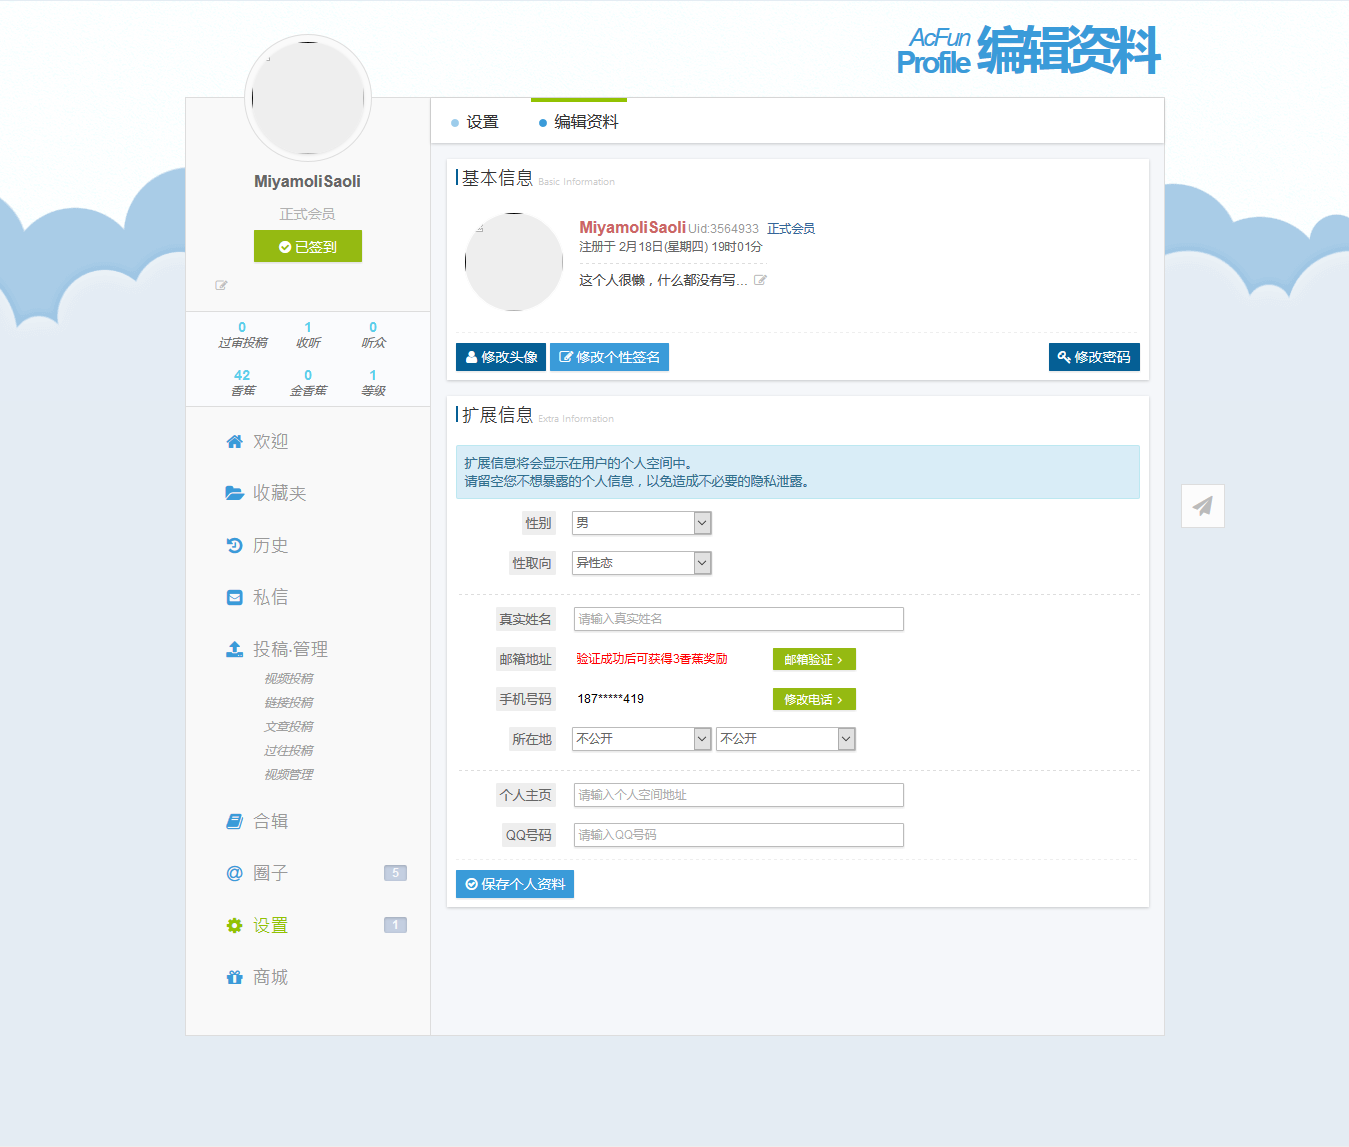 AcFun
Profile 编辑资料
设置
编辑资料
MiyamoliSaoli
正式会员
已签到
0 1 0
过审投稿 收听 听众
42 0 1
香蕉 金香蕉 等级
欢迎
收藏夹
历史
私信
投稿·管理
视频投稿
链接投稿
文章投稿
过往投稿
视频管理
合辑
圈子 5
设置 1
商城
基本信息 Basic Information
MiyamoliSaoli Uid:3564933 正式会员
注册于 2月18日(星期四) 19时01分
这个人很懒，什么都没有写...
修改头像 修改个性签名 修改密码
扩展信息 Extra Information
扩展信息将会显示在用户的个人空间中。
请留空您不想暴露的个人信息，以免造成不必要的隐私泄露。
性别 男
性取向 异性恋
真实姓名 请输入真实姓名
邮箱地址 验证成功后可获得3香蕉奖励 邮箱验证 >
手机号码 187*****419 修改电话 >
所在地 不公开 不公开
个人主页 请输入个人空间地址
QQ号码 请输入QQ号码
保存个人资料